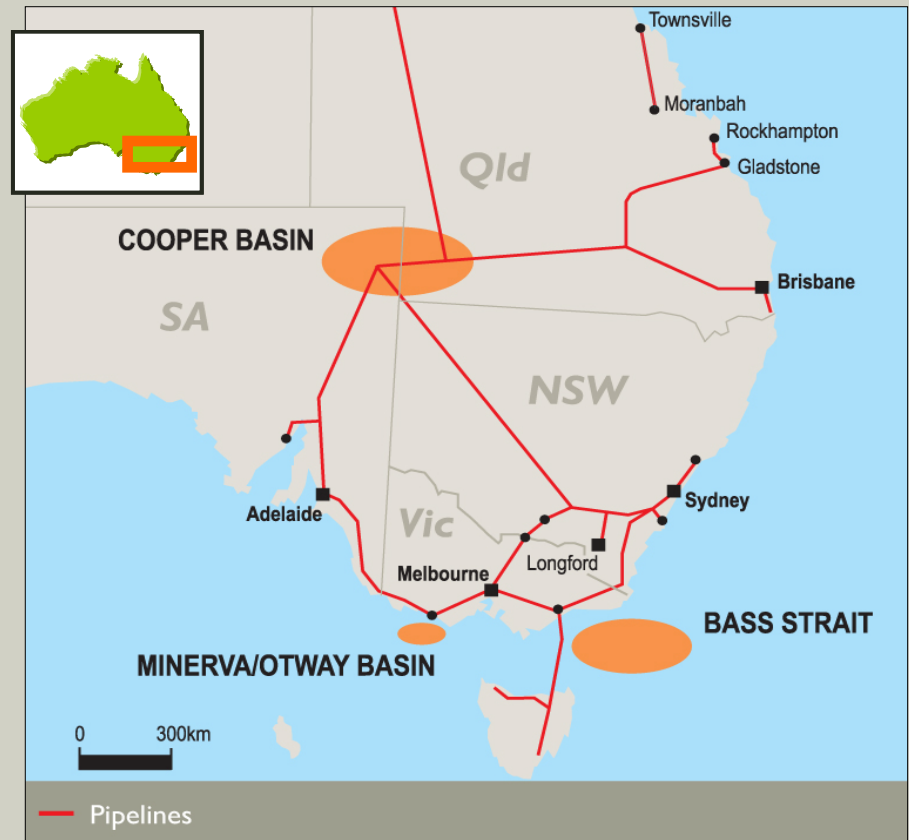 Townsville
Moranbah
Rockhampton
Qld
Gladstone
COOPER BASIN
Brisbane
SA
NSW
Sydney
Adelaide
Vic
Longford
Melbourne
BASS STRAIT
MINERVA/OTWAY BASIN
0 300km
Pipelines